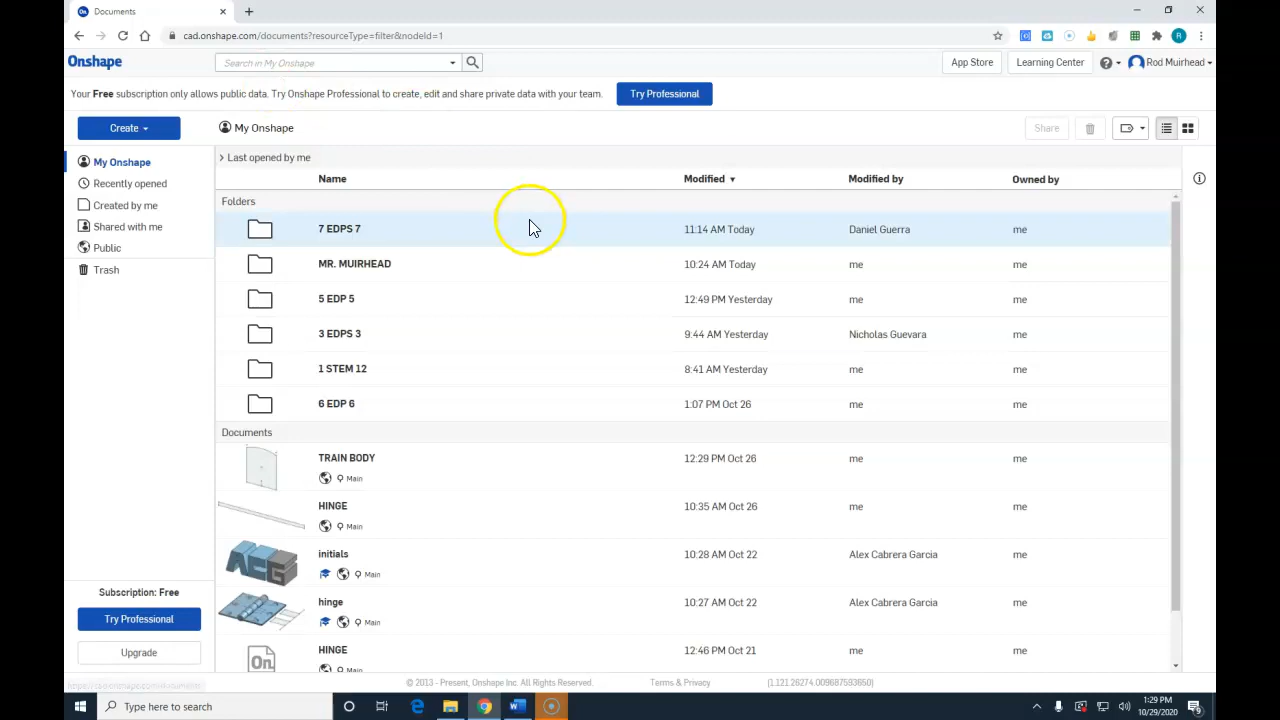 Documents
cad.onshape.com/documents?resourceType=filter&nodeId=1
R
Onshape
Search in My Onshape
App Store
Learning Center
Rod Muirhead
Your Free subscription only allows public data. Try Onshape Professional to create, edit and share private data with your team.
Try Professional
Create
My Onshape
Share
My Onshape
Recently opened
Created by me
Shared with me
Public
Trash
Last opened by me
Name Modified Modified by Owned by
Folders
7 EDPS 7 11:14 AM Today Daniel Guerra me
MR. MUIRHEAD 10:24 AM Today me me
5 EDP 5 12:49 PM Yesterday me me
3 EDPS 3 9:44 AM Yesterday Nicholas Guevara me
1 STEM 12 8:41 AM Yesterday me me
6 EDP 6 1:07 PM Oct 26 me me
Documents
TRAIN BODY 12:29 PM Oct 26 me me
Main
HINGE 10:35 AM Oct 26 me me
Main
initials 10:28 AM Oct 22 Alex Cabrera Garcia me
Main
hinge 10:27 AM Oct 22 Alex Cabrera Garcia me
Main
HINGE 12:46 PM Oct 21 me me
Main
On
Subscription: Free
Try Professional
Upgrade
© 2013 - Present, Onshape Inc. All Rights Reserved. Terms & Privacy (1.121.26274.009687593650)
Type here to search
1:29 PM
10/29/2020